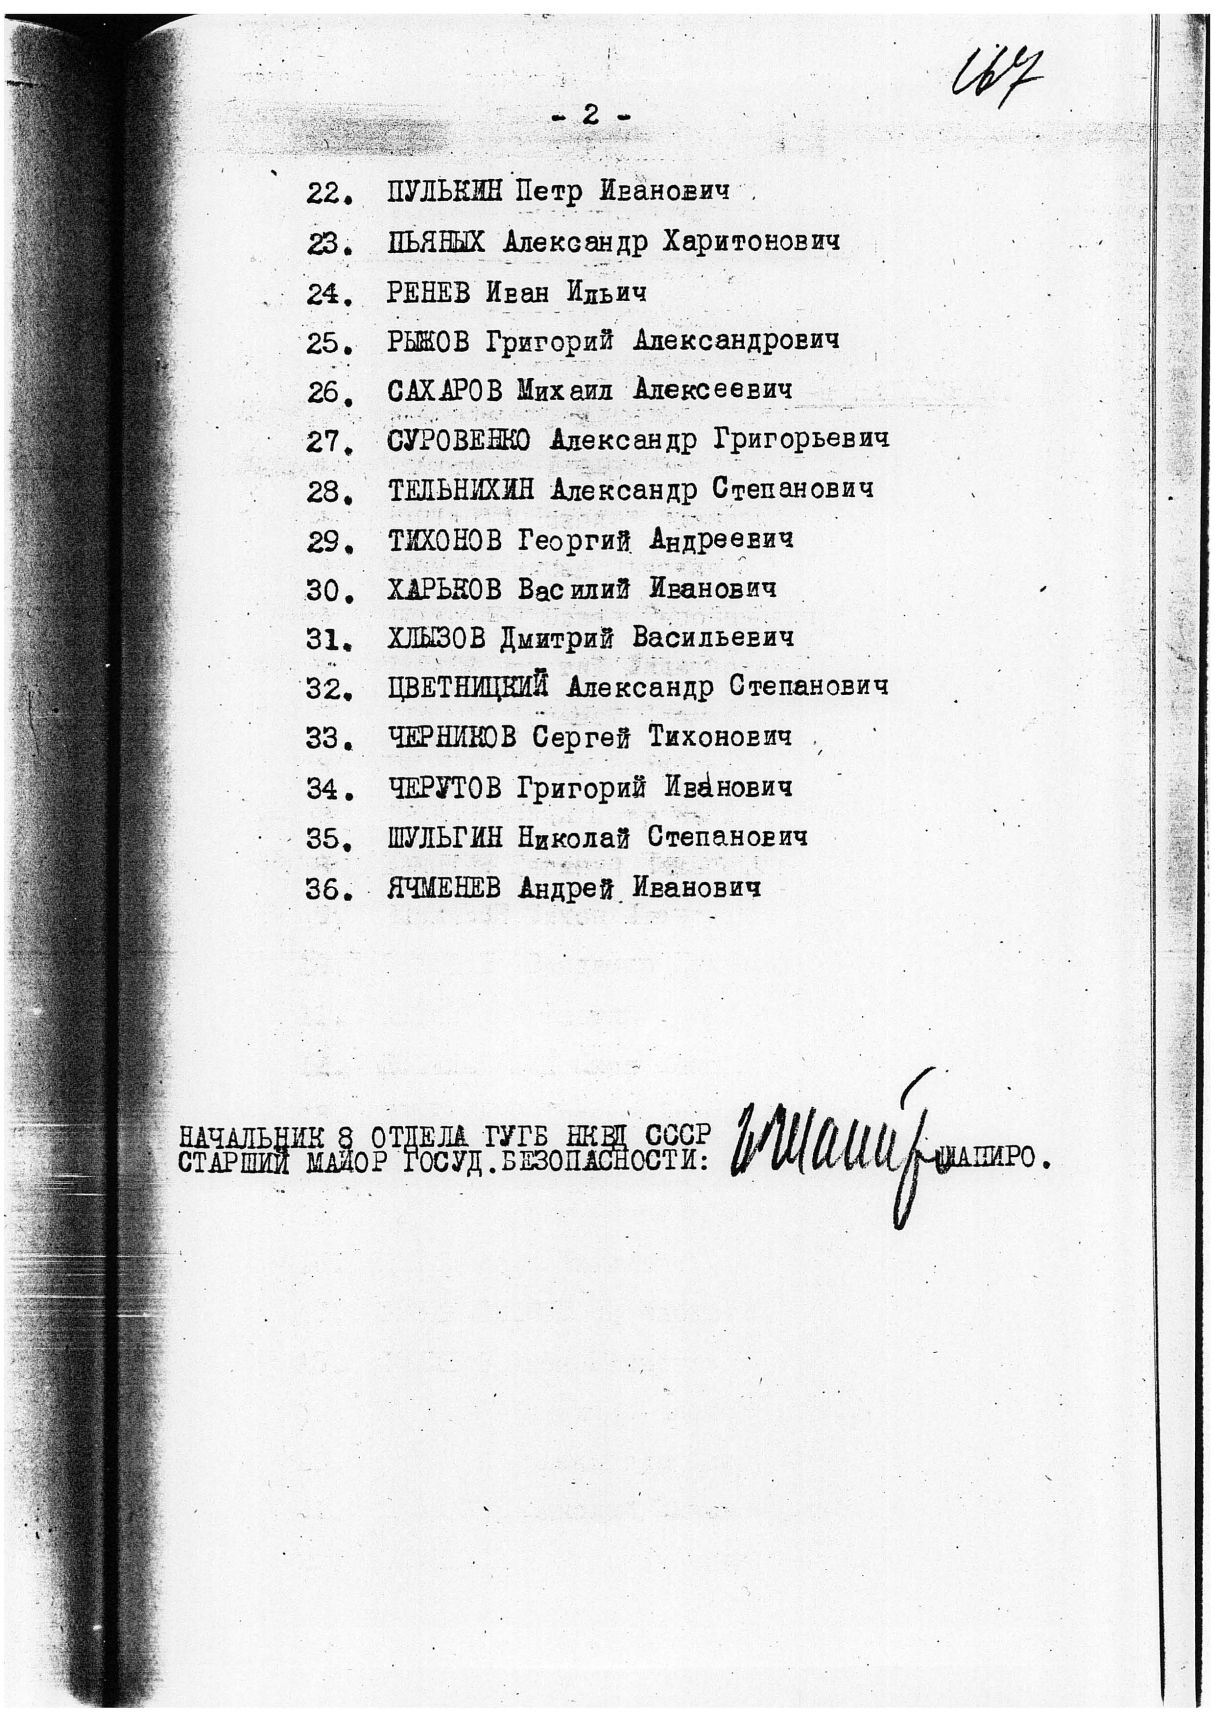 167
- 2 -
22. ПУЛЬКИН Петр Иванович
23. ПЬЯНЫХ Александр Харитонович
24. РЕНЕВ Иван Ильич
25. РЫЖОВ Григорий Александрович
26. САХАРОВ Михаил Алексеевич
27. СУРОВЕНКО Александр Григорьевич
28. ТЕЛЬНИХИН Александр Степанович
29. ТИХОНОВ Георгий Андреевич
30. ХАРЬКОВ Василий Иванович
31. ХЛЫЗОВ Дмитрий Васильевич
32. ЦВЕТНИЦКИЙ Александр Степанович
33. ЧЕРНИКОВ Сергей Тихонович
34. ЧЕРУТОВ Григорий Иванович
35. ШУЛЬГИН Николай Степанович
36. ЯЧМЕНЕВ Андрей Иванович
НАЧАЛЬНИК 8 ОТДЕЛА ГУГБ НКВД СССР
СТАРШИЙ МАЙОР ГОСУД.БЕЗОПАСНОСТИ: ШАПИРО.